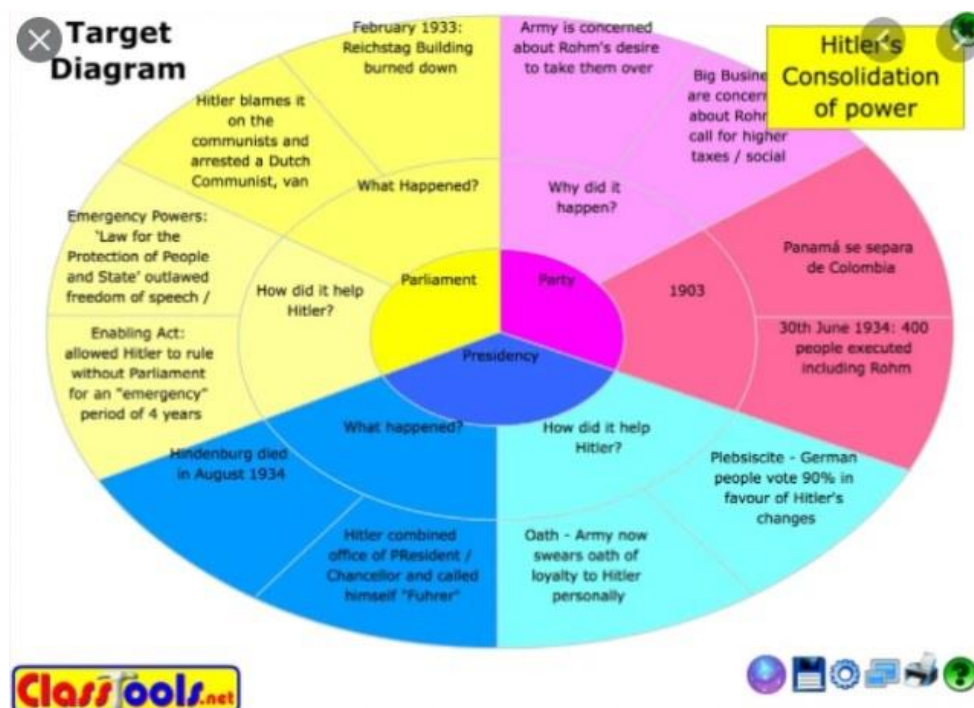 Target
Diagram
Hitler's
Consolidation
of power
February 1933:
Reichstag Building
burned down
Hitler blames it
on the
communists and
arrested a Dutch
Communist, van
What Happened?
Emergency Powers:
'Law for the
Protection of People
and State' outlawed
freedom of speech /
Enabling Act:
allowed Hitler to rule
without Parliament
for an "emergency"
period of 4 years
How did it help
Hitler?
Parliament
Army is concerned
about Rohm's desire
to take them over
Big
are
about
call for higher
taxes / social
Why did it
happen?
Party
1903
Panamá se separa
de Colombia
30th June 1934: 400
people executed
including Rohm
Presidency
What happened?
Hindenburg died
in August 1934
Hitler combined
office of PResident /
Chancellor and called
himself "Fuhrer"
How did it help
Hitler?
Plebsiscite - German
people vote 90% in
favour of Hitler's
changes
Oath - Army now
swears oath of
loyalty to Hitler
personally
ClassTools.net